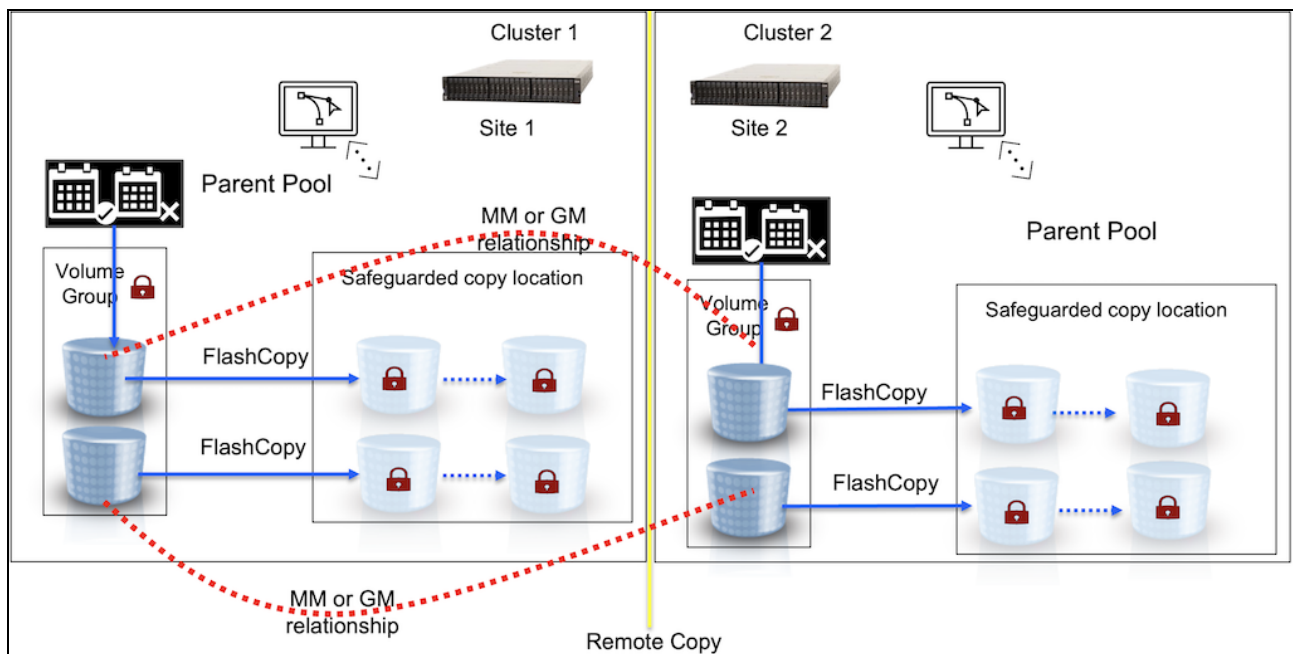 Cluster 1
Site 1
Parent Pool
MM or GM
relationship
Volume
Group
Safeguarded copy location
FlashCopy
FlashCopy
MM or GM
relationship
Remote Copy
Cluster 2
Site 2
Parent Pool
Volume
Group
Safeguarded copy location
FlashCopy
FlashCopy